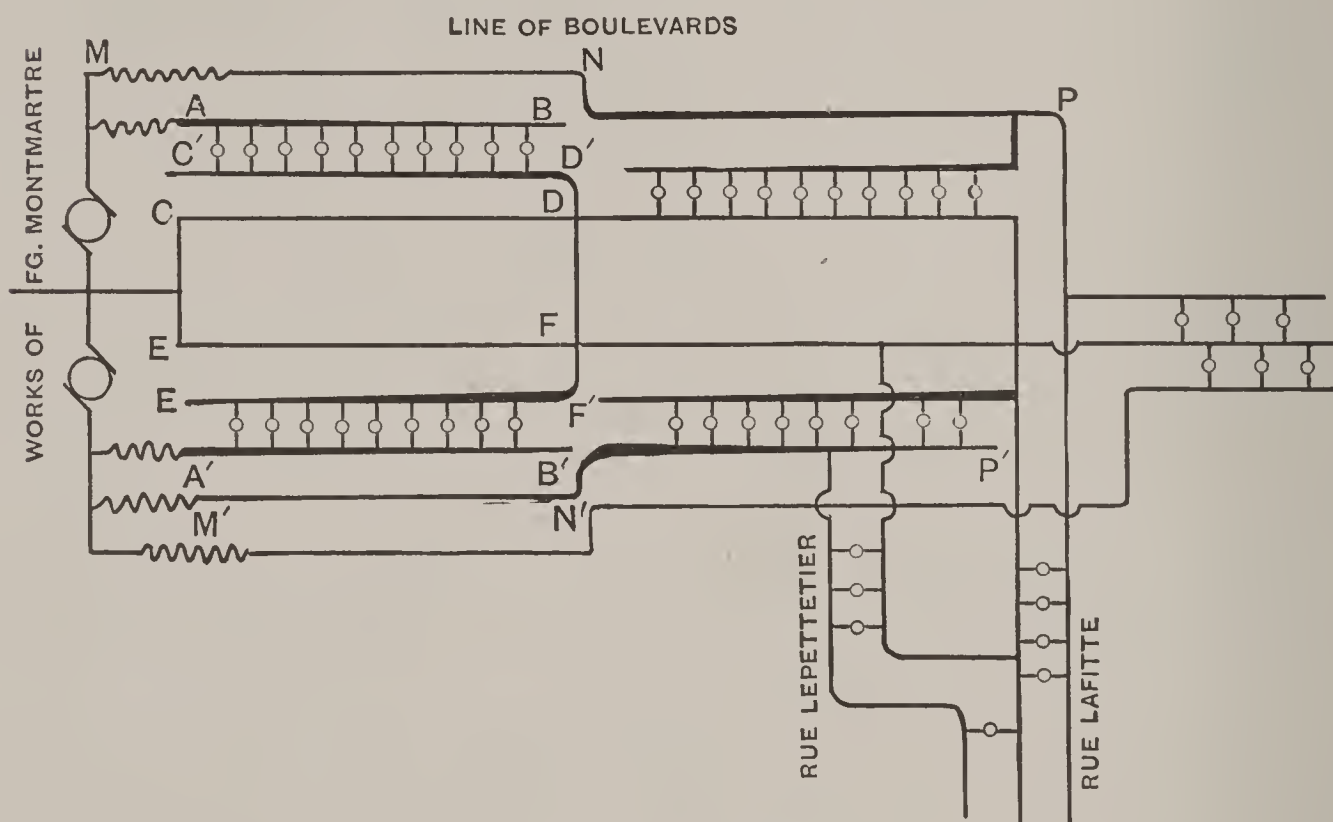 LINE OF BOULEVARDS
WORKS OF FG. MONTMARTRE
M
N
P
A
B
C'
D'
C
D
E
F
E
F'
A'
B'
P'
M'
N'
RUE LEPETTETIER
RUE LAFITTE